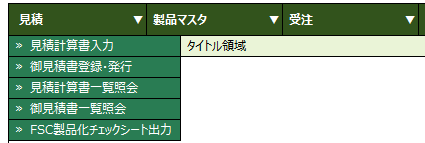 見積 ▼ 製品マスタ ▼ 受注 ▼
» 見積計算書入力
タイトル領域
» 御見積書登録・発行
» 見積計算書一覧照会
» 御見積書一覧照会
» FSC製品化チェックシート出力